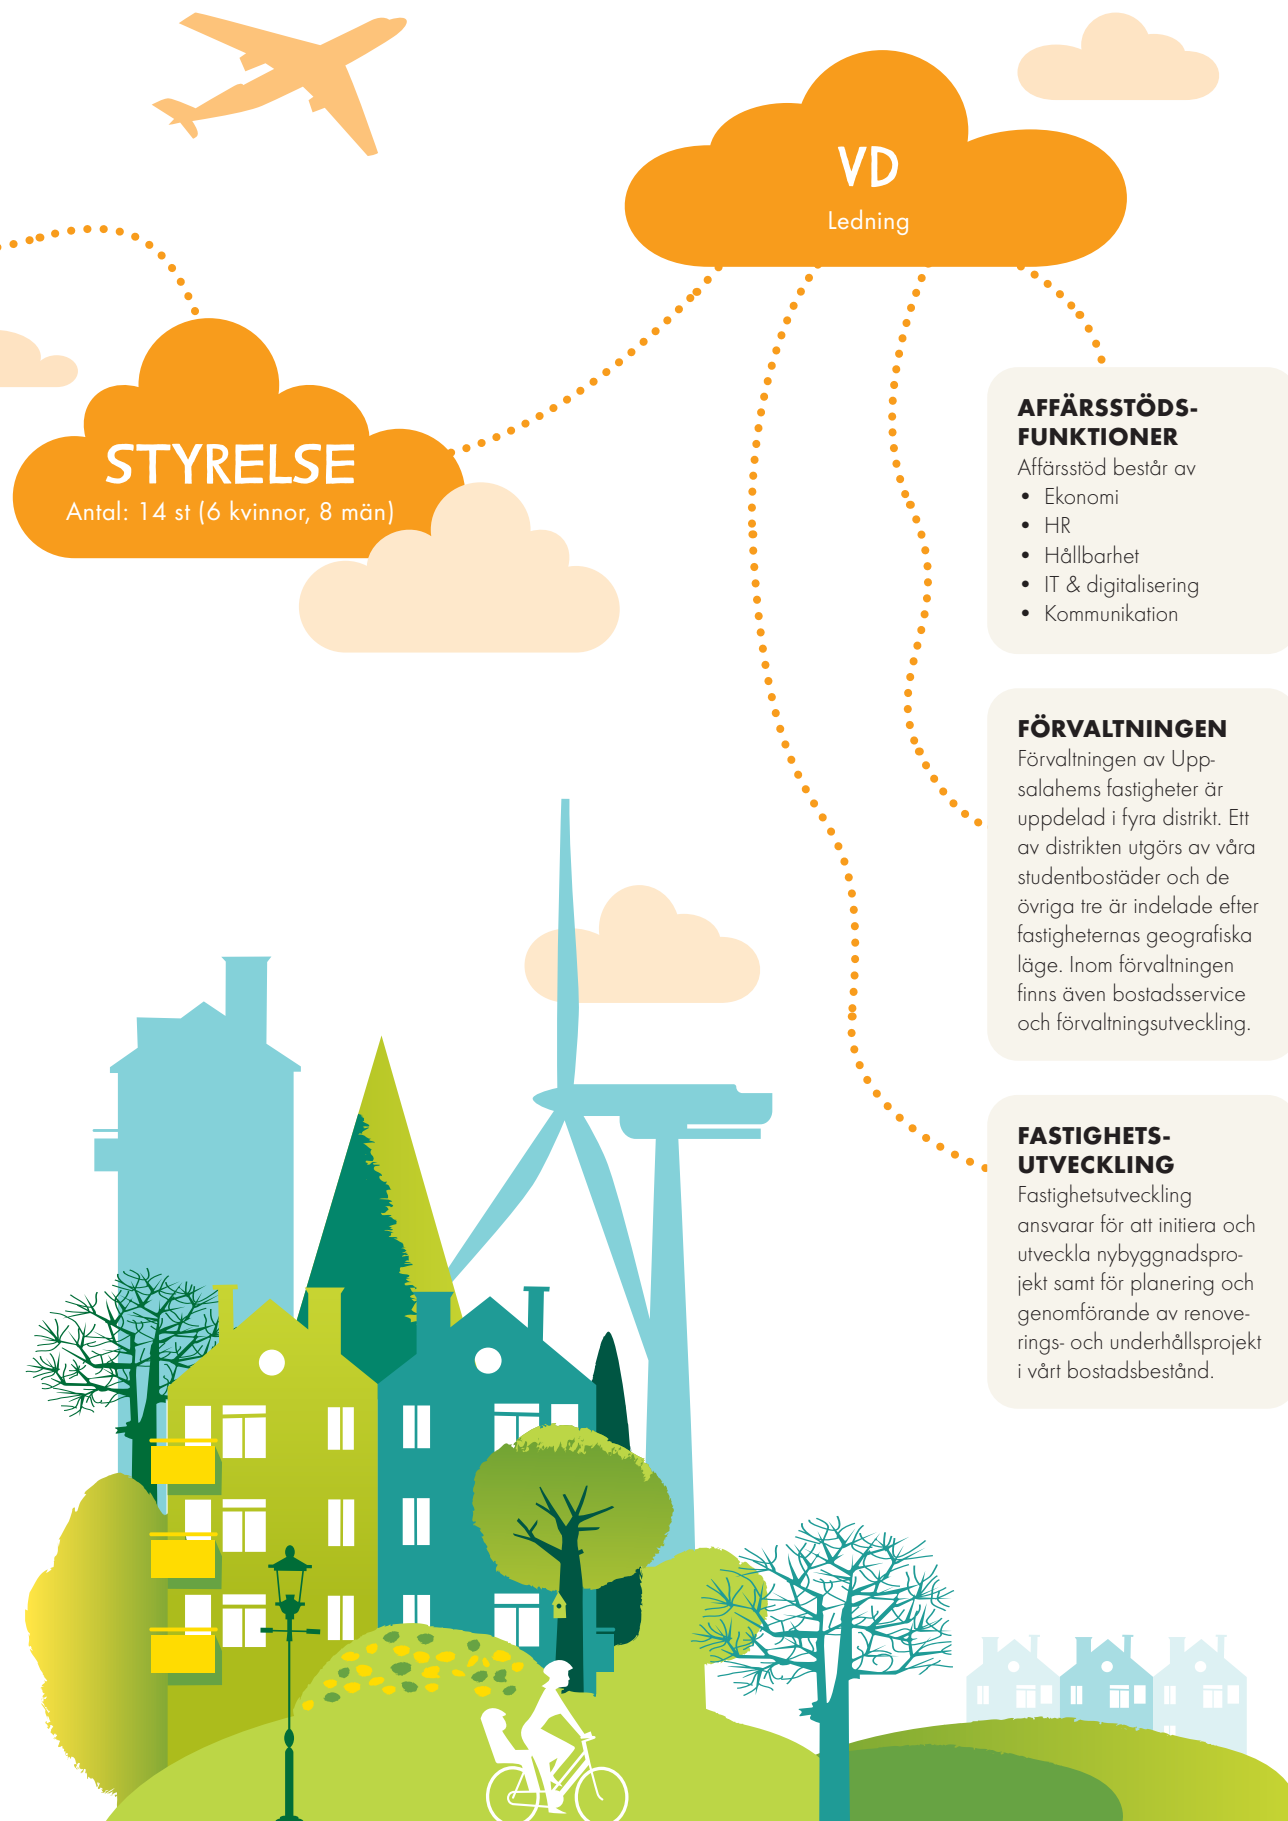 VD
Ledning
STYRELSE
Antal: 14 st (6 kvinnor, 8 män)
AFFÄRSSTÖDS-
FUNKTIONER
Affärsstöd består av
• Ekonomi
• HR
• Hållbarhet
• IT & digitalisering
• Kommunikation
FÖRVALTNINGEN
Förvaltningen av Upp-
salahems fastigheter är
uppdelad i fyra distrikt. Ett
av distrikten utgörs av våra
studentbostäder och de
övriga tre är indelade efter
fastigheternas geografiska
läge. Inom förvaltningen
finns även bostadsservice
och förvaltningsutveckling.
FASTIGHETS-
UTVECKLING
Fastighetsutveckling
ansvarar för att initiera och
utveckla nybyggnadspro-
jekt samt för planering och
genomförande av renove-
rings- och underhållsprojekt
i vårt bostadsbestånd.